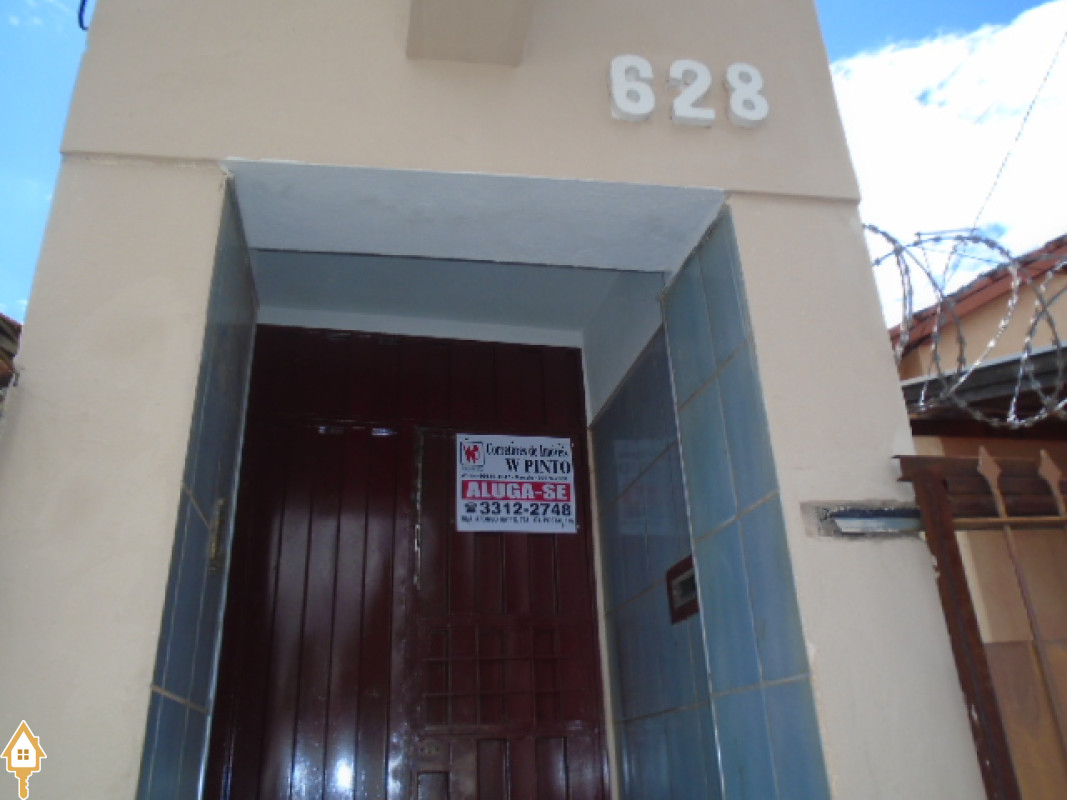 628
Corretores de Imóveis
W PINTO
ALUGA-SE
3312-2748